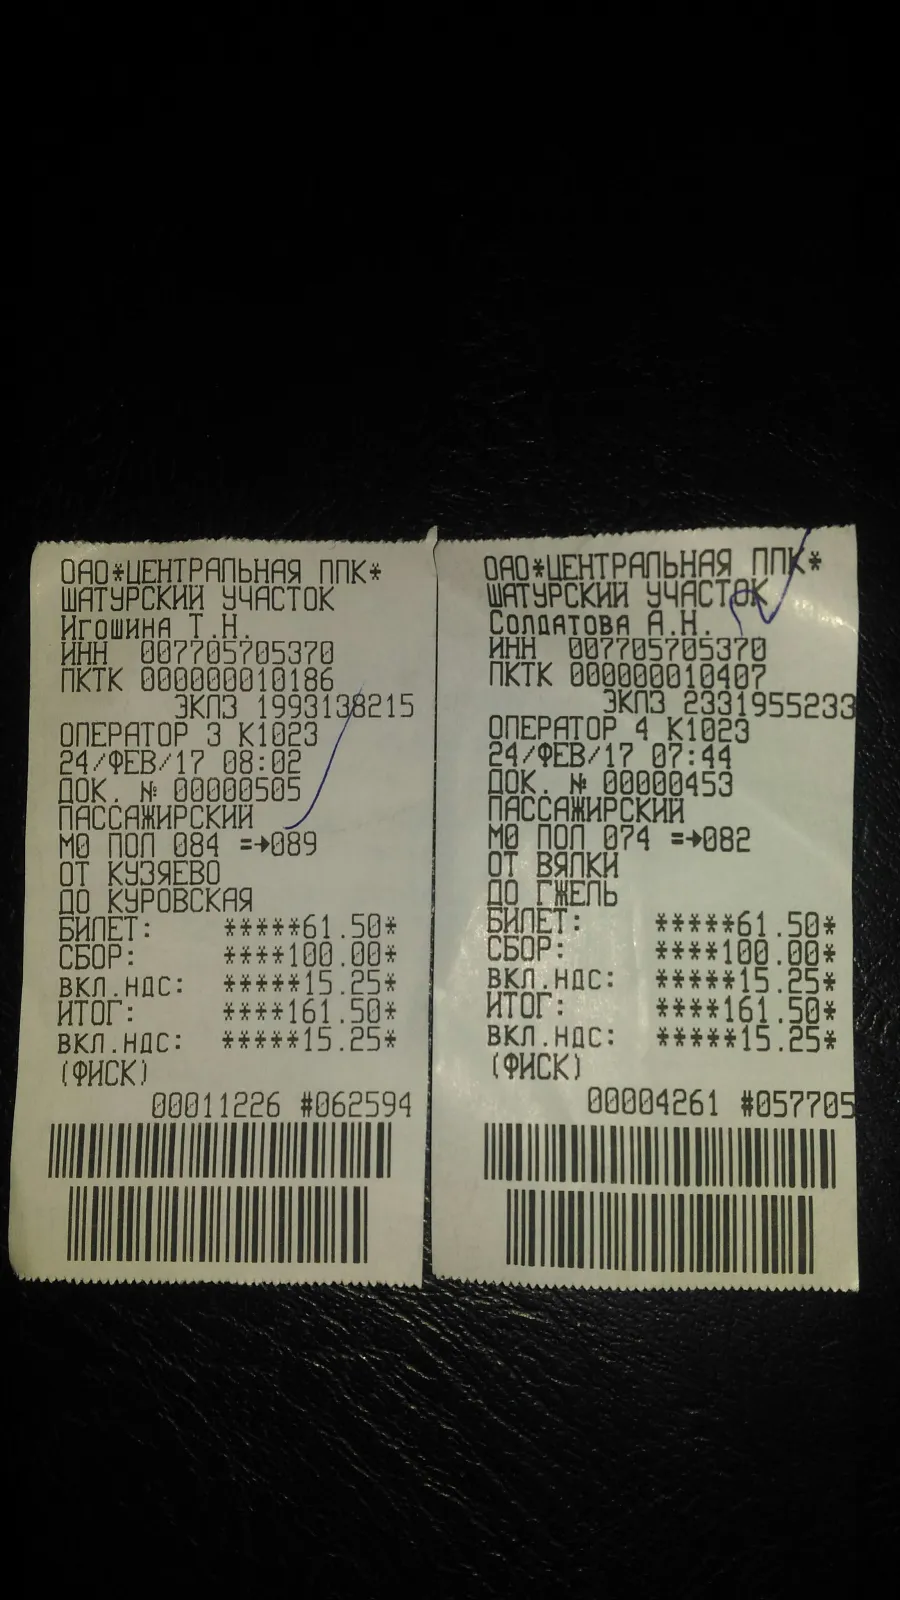 ОАО*ЦЕНТРАЛЬНАЯ ППК*
ШАТУРСКИЙ УЧАСТОК
Игошина Т.Н.
ИНН 007705705370
ПКТК 000000010186
ЭКЛЗ 1993138215
ОПЕРАТОР 3 К1023
24/ФЕВ/17 08:02
ДОК. № 00000505
ПАССАЖИРСКИЙ
МО ПОП 084 =➔089
ОТ КУЗЯЕВО
ДО КУРОВСКАЯ
БИЛЕТ: *****61.50*
СБОР: ****100.00*
ВКЛ.НДС: *****15.25*
ИТОГ: ****161.50*
ВКЛ.НДС: *****15.25*
(ФИСК)
00011226 #062594
ОАО*ЦЕНТРАЛЬНАЯ ППК*
ШАТУРСКИЙ УЧАСТОК
Солдатова А.Н.
ИНН 007705705370
ПКТК 000000010407
ЭКЛЗ 2331955233
ОПЕРАТОР 4 К1023
24/ФЕВ/17 07:44
ДОК. № 00000453
ПАССАЖИРСКИЙ
МО ПОП 074 =➔082
ОТ ВЯЛКИ
ДО ГЖЕЛЬ
БИЛЕТ: *****61.50*
СБОР: ****100.00*
ВКЛ.НДС: *****15.25*
ИТОГ: ****161.50*
ВКЛ.НДС: *****15.25*
(ФИСК)
00004261 #057705